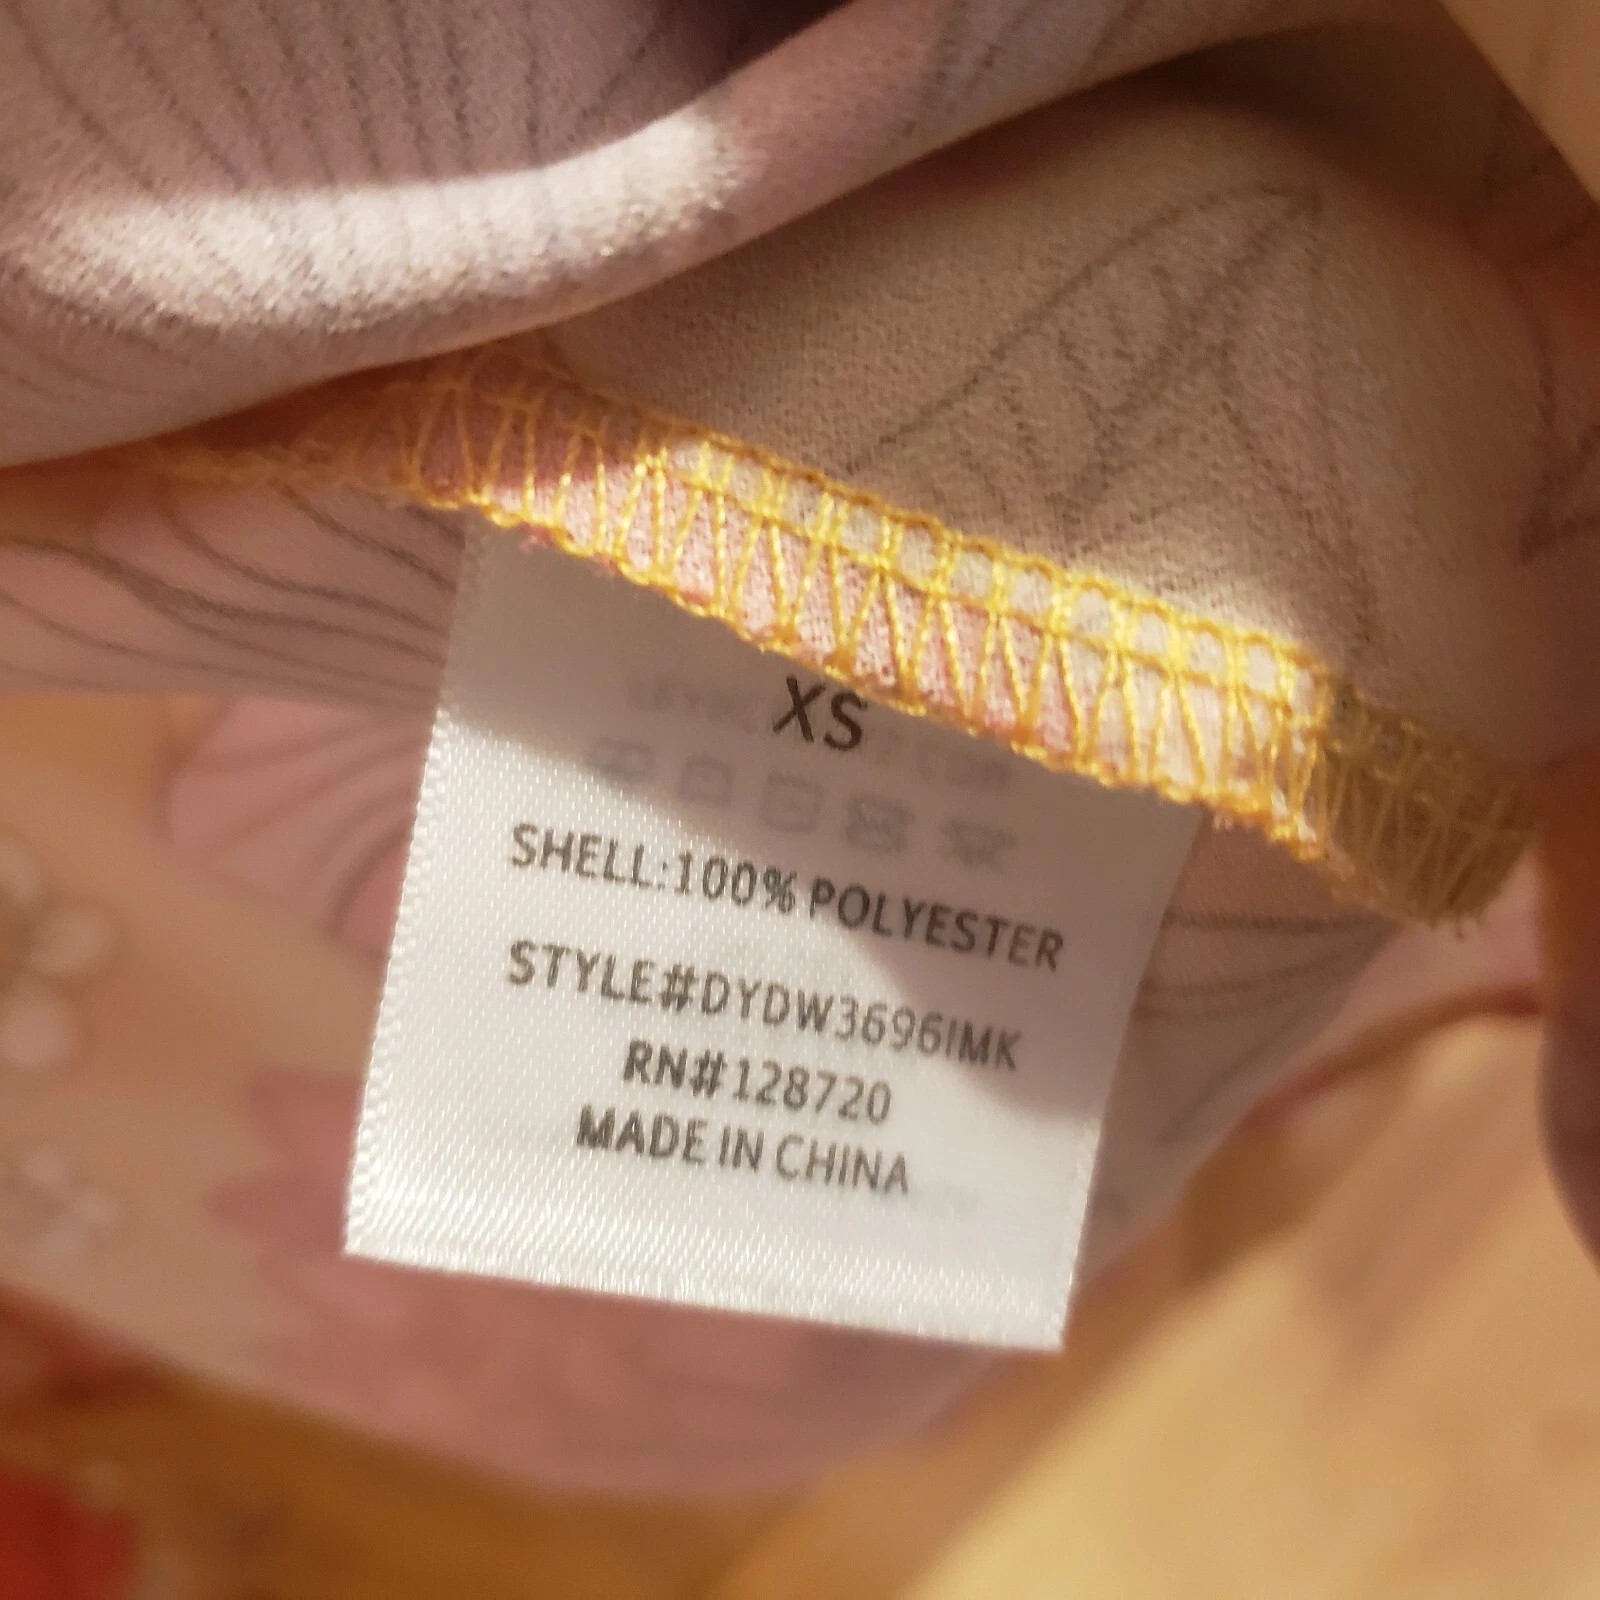 XS
SHELL:100% POLYESTER
STYLE#DYDW3696IMK
RN#128720
MADE IN CHINA